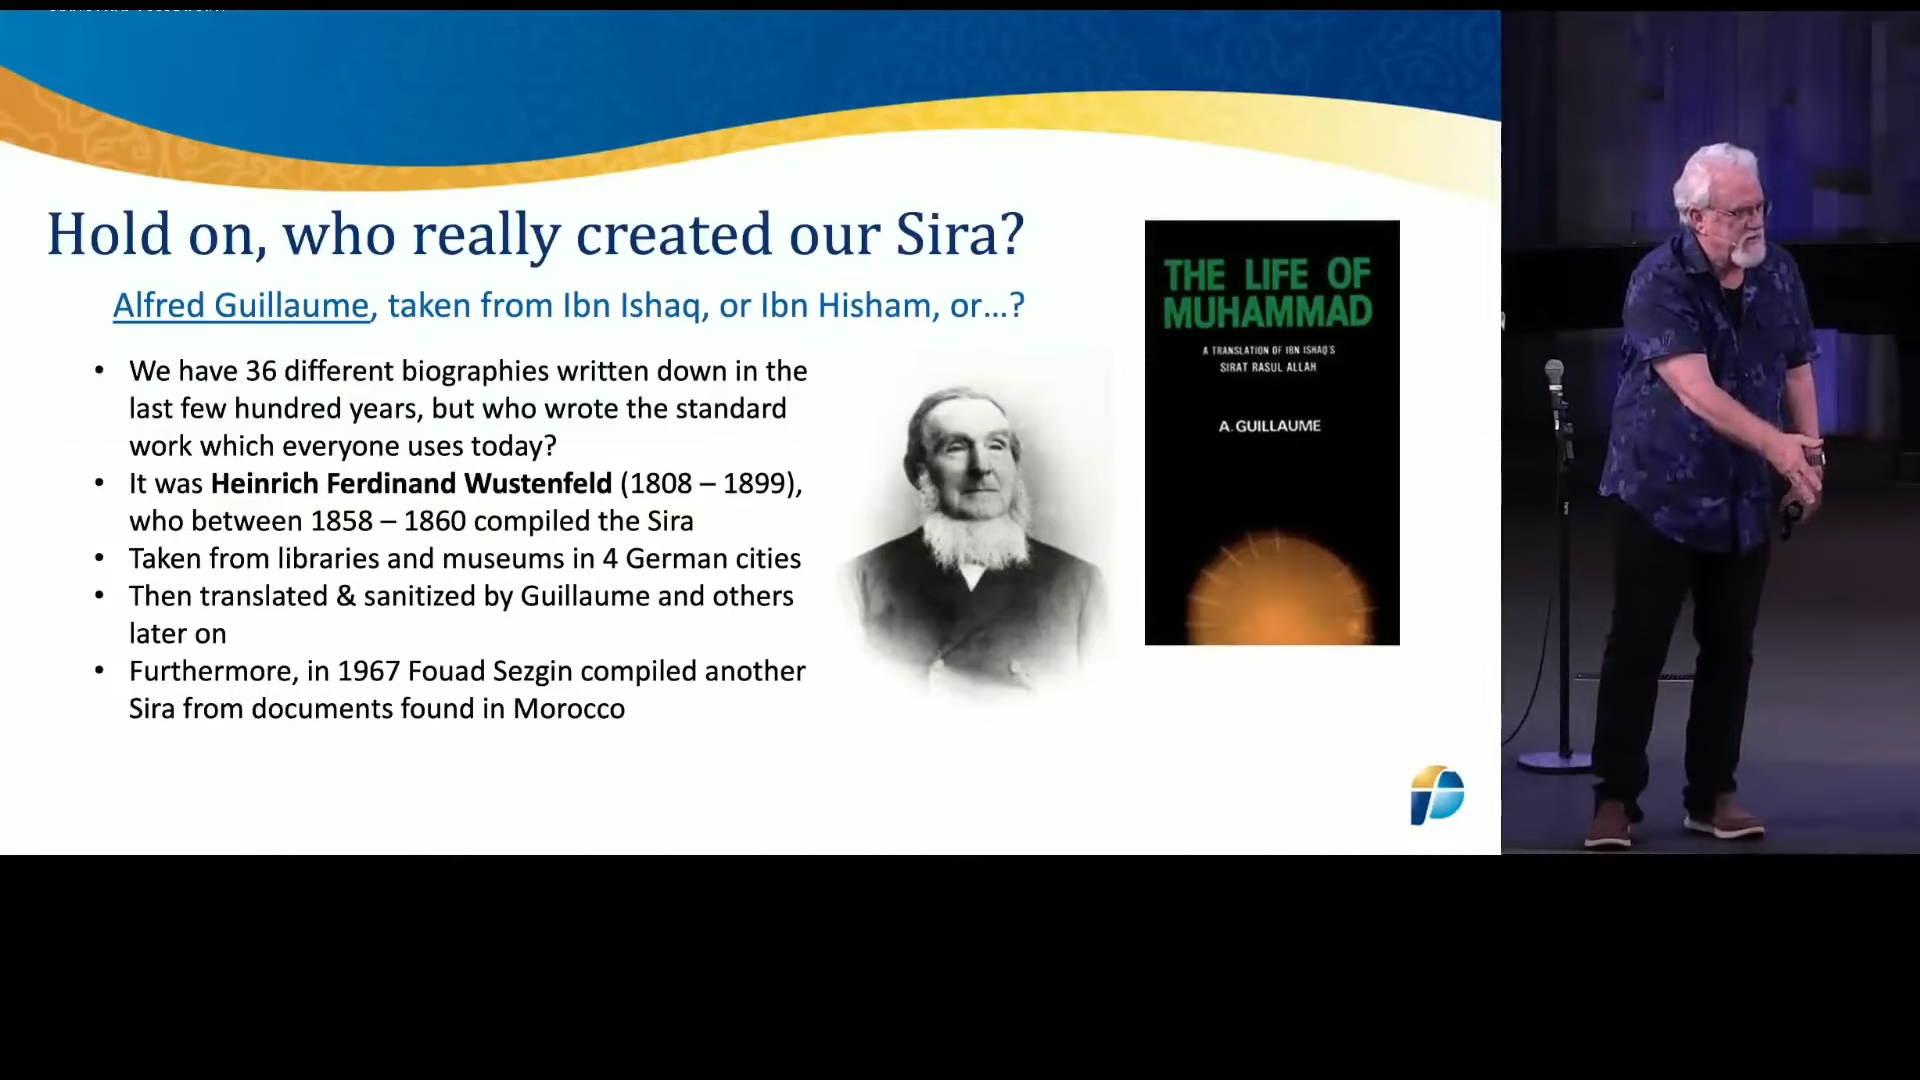 Hold on, who really created our Sira?
Alfred Guillaume, taken from Ibn Ishaq, or Ibn Hisham, or...?
• We have 36 different biographies written down in the
last few hundred years, but who wrote the standard
work which everyone uses today?
• It was Heinrich Ferdinand Wustenfeld (1808 – 1899),
who between 1858 – 1860 compiled the Sira
• Taken from libraries and museums in 4 German cities
• Then translated & sanitized by Guillaume and others
later on
• Furthermore, in 1967 Fouad Sezgin compiled another
Sira from documents found in Morocco
THE LIFE OF
MUHAMMAD
A TRANSLATION OF IBN ISHAQ'S
SIRAT RASUL ALLAH
A. GUILLAUME